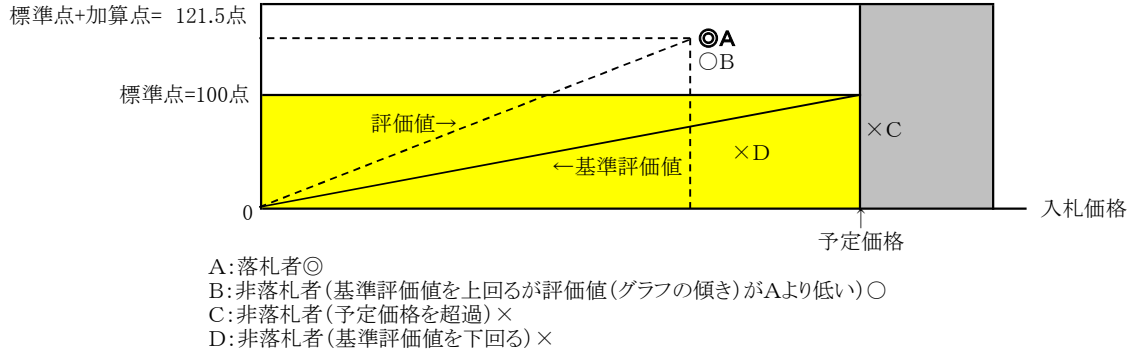 標準点+加算点= 121.5点
◎A
○B
標準点=100点
評価値→
×C
×D
←基準評価値
0
入札価格
↑
予定価格
A:落札者◎
B:非落札者(基準評価値を上回るが評価値(グラフの傾き)がAより低い)○
C:非落札者(予定価格を超過)×
D:非落札者(基準評価値を下回る)×